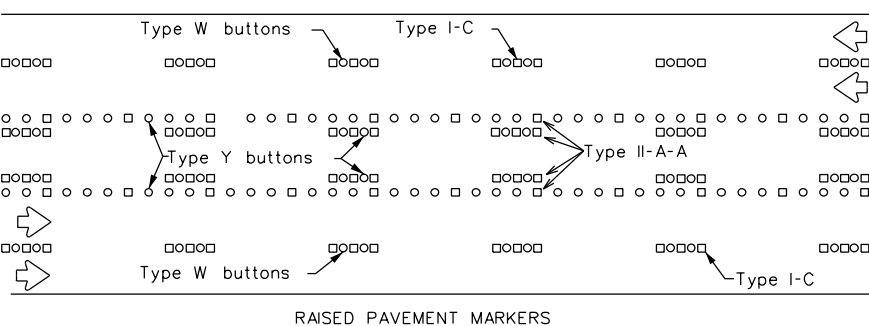 Type W buttons
Type I-C
Type Y buttons
Type II-A-A
Type W buttons
Type I-C
RAISED PAVEMENT MARKERS